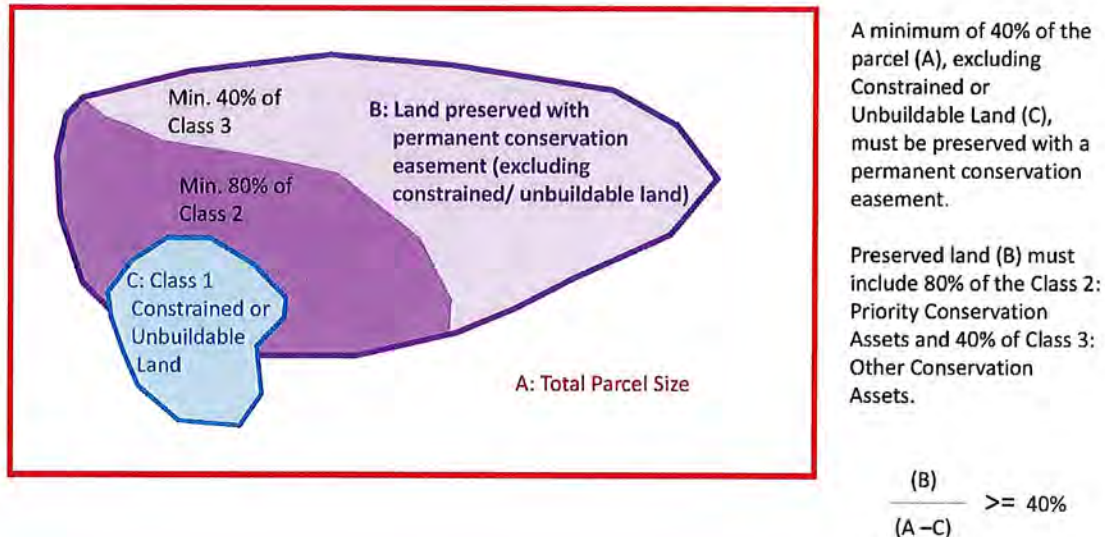 Min. 40% of
Class 3
B: Land preserved with
permanent conservation
easement (excluding
constrained/ unbuildable land)
Min. 80% of
Class 2
C: Class 1
Constrained or
Unbuildable
Land
A: Total Parcel Size
A minimum of 40% of the
parcel (A), excluding
Constrained or
Unbuildable Land (C),
must be preserved with a
permanent conservation
easement.
Preserved land (B) must
include 80% of the Class 2:
Priority Conservation
Assets and 40% of Class 3:
Other Conservation
Assets.
(B)
>= 40%
(A –C)